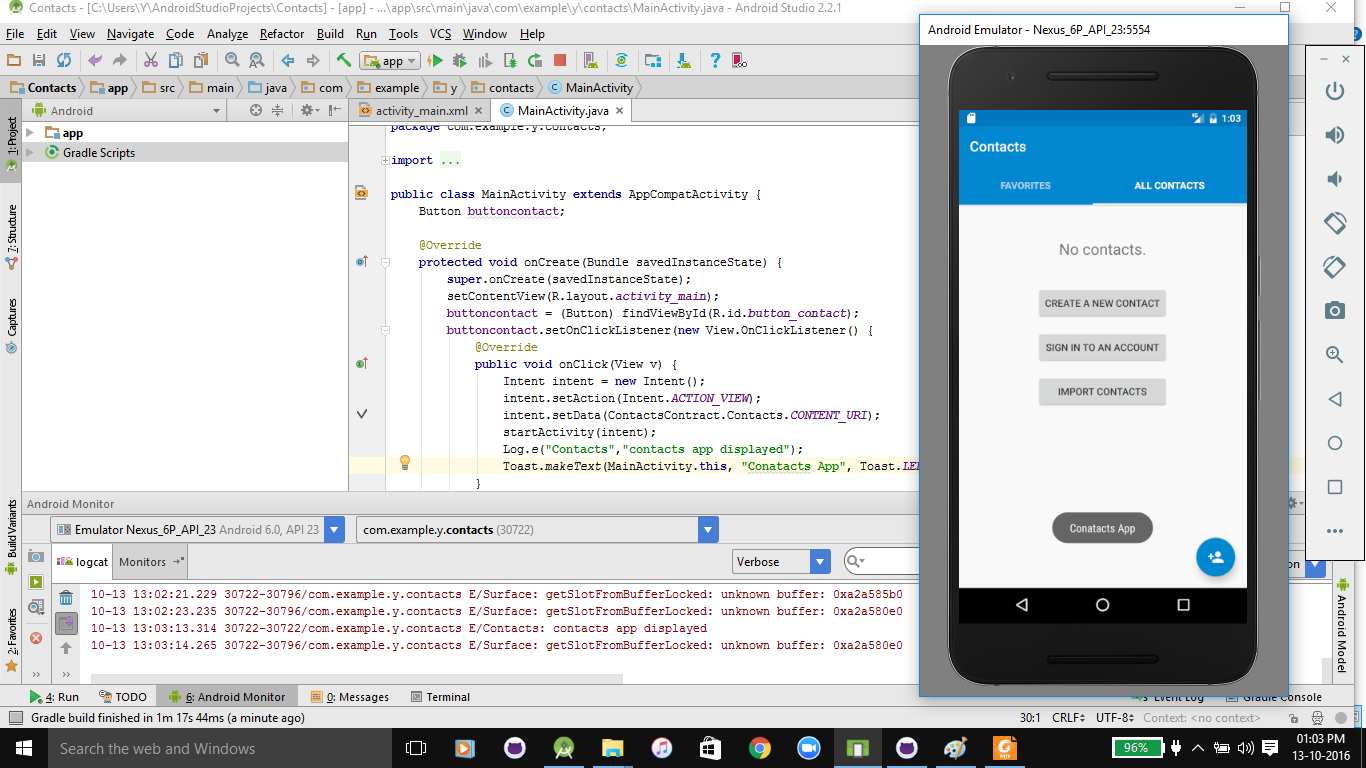 Contacts - [C:\Users\Y\AndroidStudioProjects\Contacts] - [app] - ...\app\src\main\java\com\example\y\contacts\MainActivity.java - Android Studio 2.2.1
File Edit View Navigate Code Analyze Refactor Build Run Tools VCS Window Help
app
Contacts app src main java com example y contacts MainActivity
Android
activity_main.xml MainActivity.java
1: Project
7: Structure
Captures
Build Variants
2: Favorites
app
Gradle Scripts
package com.example.y.contacts;
import ...
public class MainActivity extends AppCompatActivity {
Button buttoncontact;
@Override
protected void onCreate(Bundle savedInstanceState) {
super.onCreate(savedInstanceState);
setContentView(R.layout.activity_main);
buttoncontact = (Button) findViewById(R.id.button_contact);
buttoncontact.setOnClickListener(new View.OnClickListener() {
@Override
public void onClick(View v) {
Intent intent = new Intent();
intent.setAction(Intent.ACTION_VIEW);
intent.setData(ContactsContract.Contacts.CONTENT_URI);
startActivity(intent);
Log.e("Contacts","contacts app displayed");
Toast.makeText(MainActivity.this, "Conatacts App", Toast.LE
}
Android Emulator - Nexus_6P_API_23:5554
1:03
Contacts
FAVORITES ALL CONTACTS
No contacts.
CREATE A NEW CONTACT
SIGN IN TO AN ACCOUNT
IMPORT CONTACTS
Conatacts App
Android Monitor
Emulator Nexus_6P_API_23 Android 6.0, API 23 com.example.y.contacts (30722)
logcat Monitors Verbose
10-13 13:02:21.229 30722-30796/com.example.y.contacts E/Surface: getSlotFromBufferLocked: unknown buffer: 0xa2a585b0
10-13 13:02:23.235 30722-30796/com.example.y.contacts E/Surface: getSlotFromBufferLocked: unknown buffer: 0xa2a580e0
10-13 13:03:13.314 30722-30722/com.example.y.contacts E/Contacts: contacts app displayed
10-13 13:03:14.265 30722-30796/com.example.y.contacts E/Surface: getSlotFromBufferLocked: unknown buffer: 0xa2a580e0
Android Model
4: Run TODO 6: Android Monitor 0: Messages Terminal Event Log Gradle Console
Gradle build finished in 1m 17s 44ms (a minute ago) 30:1 CRLF UTF-8 Context: <no context>
Search the web and Windows
96%
01:03 PM
13-10-2016